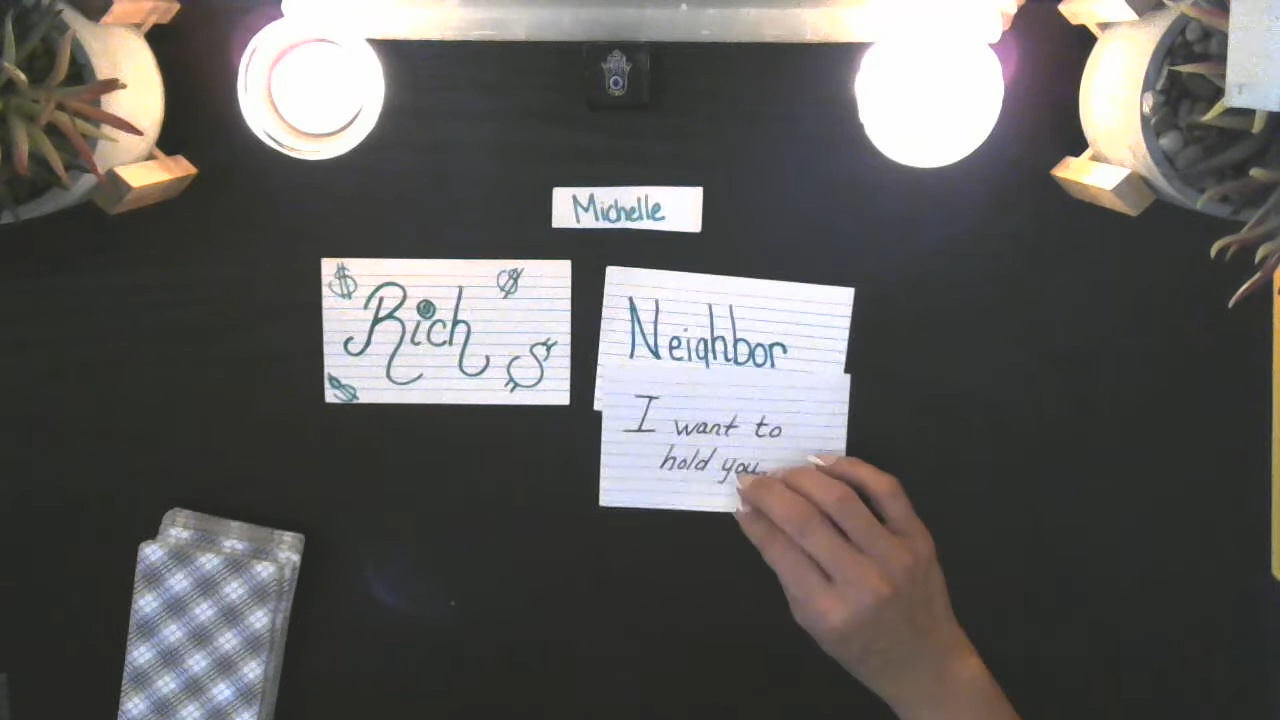 Michelle
$ $
Rich
$ $
Neighbor
I want to
hold you.